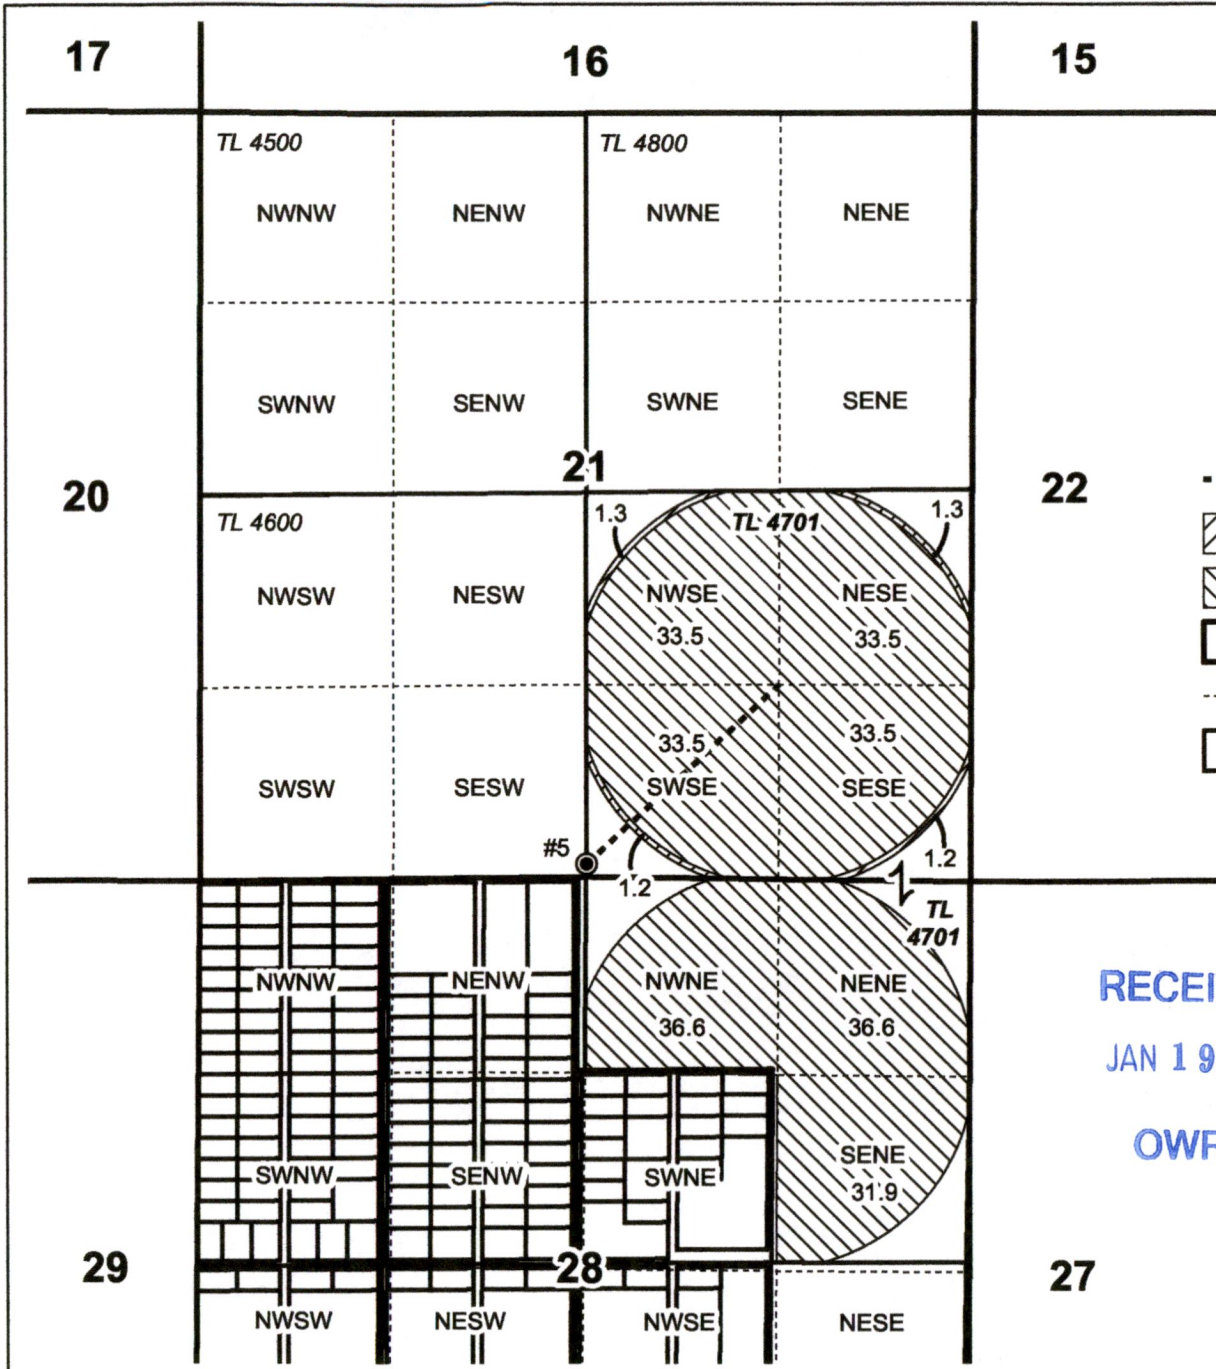 17 16 15
TL 4500 TL 4800
NWNW NENW NWNE NENE
SWNW SENW SWNE SENE
21
20 22
TL 4600 1.3 TL 4701 1.3
NWSW NESW NWSE NESE
33.5 33.5
33.5 33.5
SWSW SESW SWSE SESE
#5
1.2 1.2
TL
4701
NWNW NENW NWNE NENE
36.6 36.6
RECEI
JAN 19
OWR
SWNW SENW SWNE SENE
31.9
29 28 27
NWSW NESW NWSE NESE